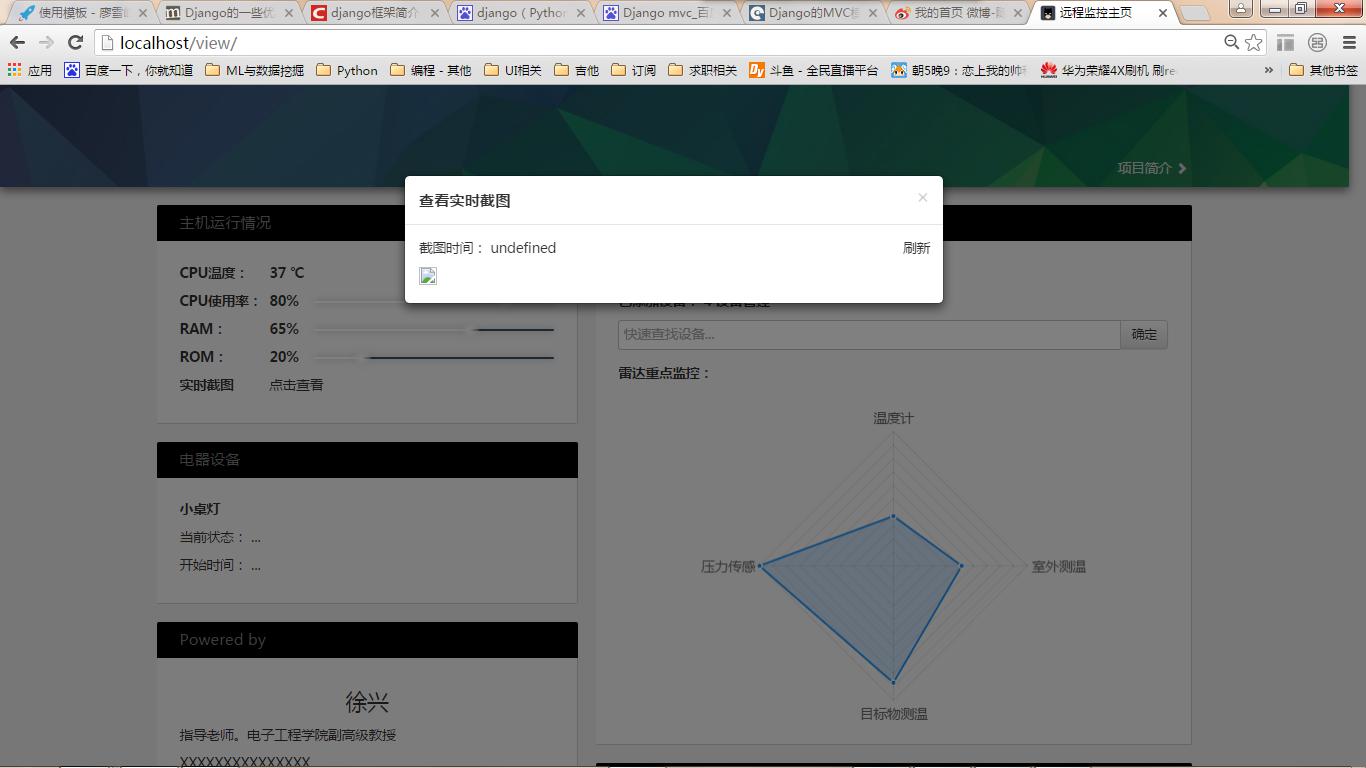 使用模板 - 廖雪
Django的一些优
django框架简介
django（Python
Django mvc_百
Django的MVC模
我的首页 微博-
远程监控主页
localhost/view/
应用
百度一下，你就知道
ML与数据挖掘
Python
编程 - 其他
UI相关
吉他
订阅
求职相关
斗鱼 - 全民直播平台
朝5晚9：恋上我的帅
华为荣耀4X刷机 刷re
»
其他书签
项目简介
查看实时截图
×
截图时间： undefined
刷新
主机运行情况
CPU温度： 37 ℃
CPU使用率： 80%
RAM： 65%
ROM： 20%
实时截图 点击查看
快速查找设备...
确定
雷达重点监控：
温度计
压力传感
室外测温
目标物测温
电器设备
小桌灯
当前状态： ...
开始时间： ...
Powered by
徐兴
指导老师。电子工程学院副高级教授
XXXXXXXXXXXXXXX